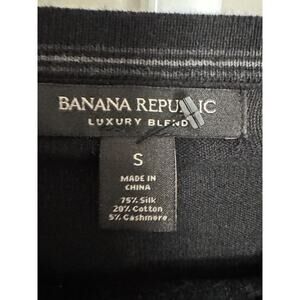 BANANA REPUBLIC
LUXURY BLEND
S
MADE IN
CHINA
75% Silk
20% Cotton
5% Cashmere